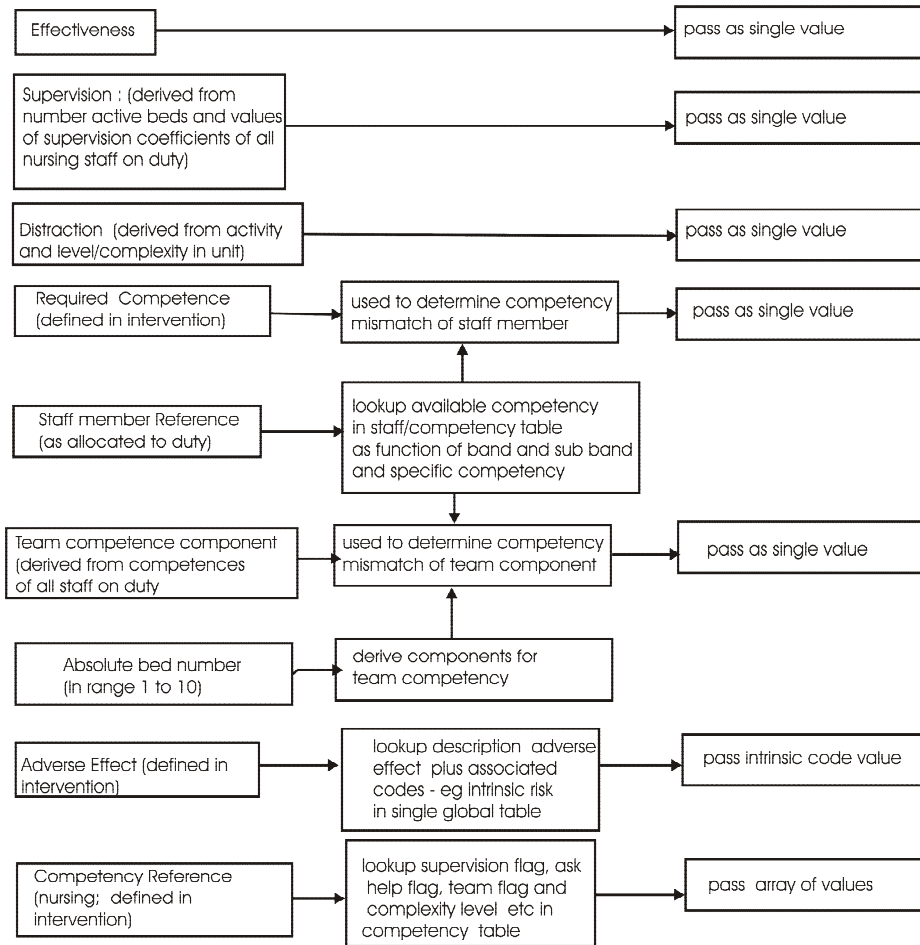 Effectiveness
pass as single value
Supervision : (derived from
number active beds and values
of supervision coefficients of all
nursing staff on duty)
pass as single value
Distraction (derived from activity
and level/complexity in unit)
pass as single value
Required Competence
(defined in intervention)
used to determine competency
mismatch of staff member
pass as single value
Staff member Reference
(as allocated to duty)
lookup available competency
in staff/competency table
as function of band and sub band
and specific competency
Team competence component
(derived from competences
of all staff on duty
used to determine competency
mismatch of team component
pass as single value
Absolute bed number
(in range 1 to 10)
derive components for
team competency
Adverse Effect (defined in
intervention)
lookup description adverse
effect plus associated
codes - eg intrinsic risk
in single global table
pass intrinsic code value
Competency Reference
(nursing; defined in
intervention)
lookup supervision flag, ask
help flag, team flag and
complexity level etc in
competency table
pass array of values